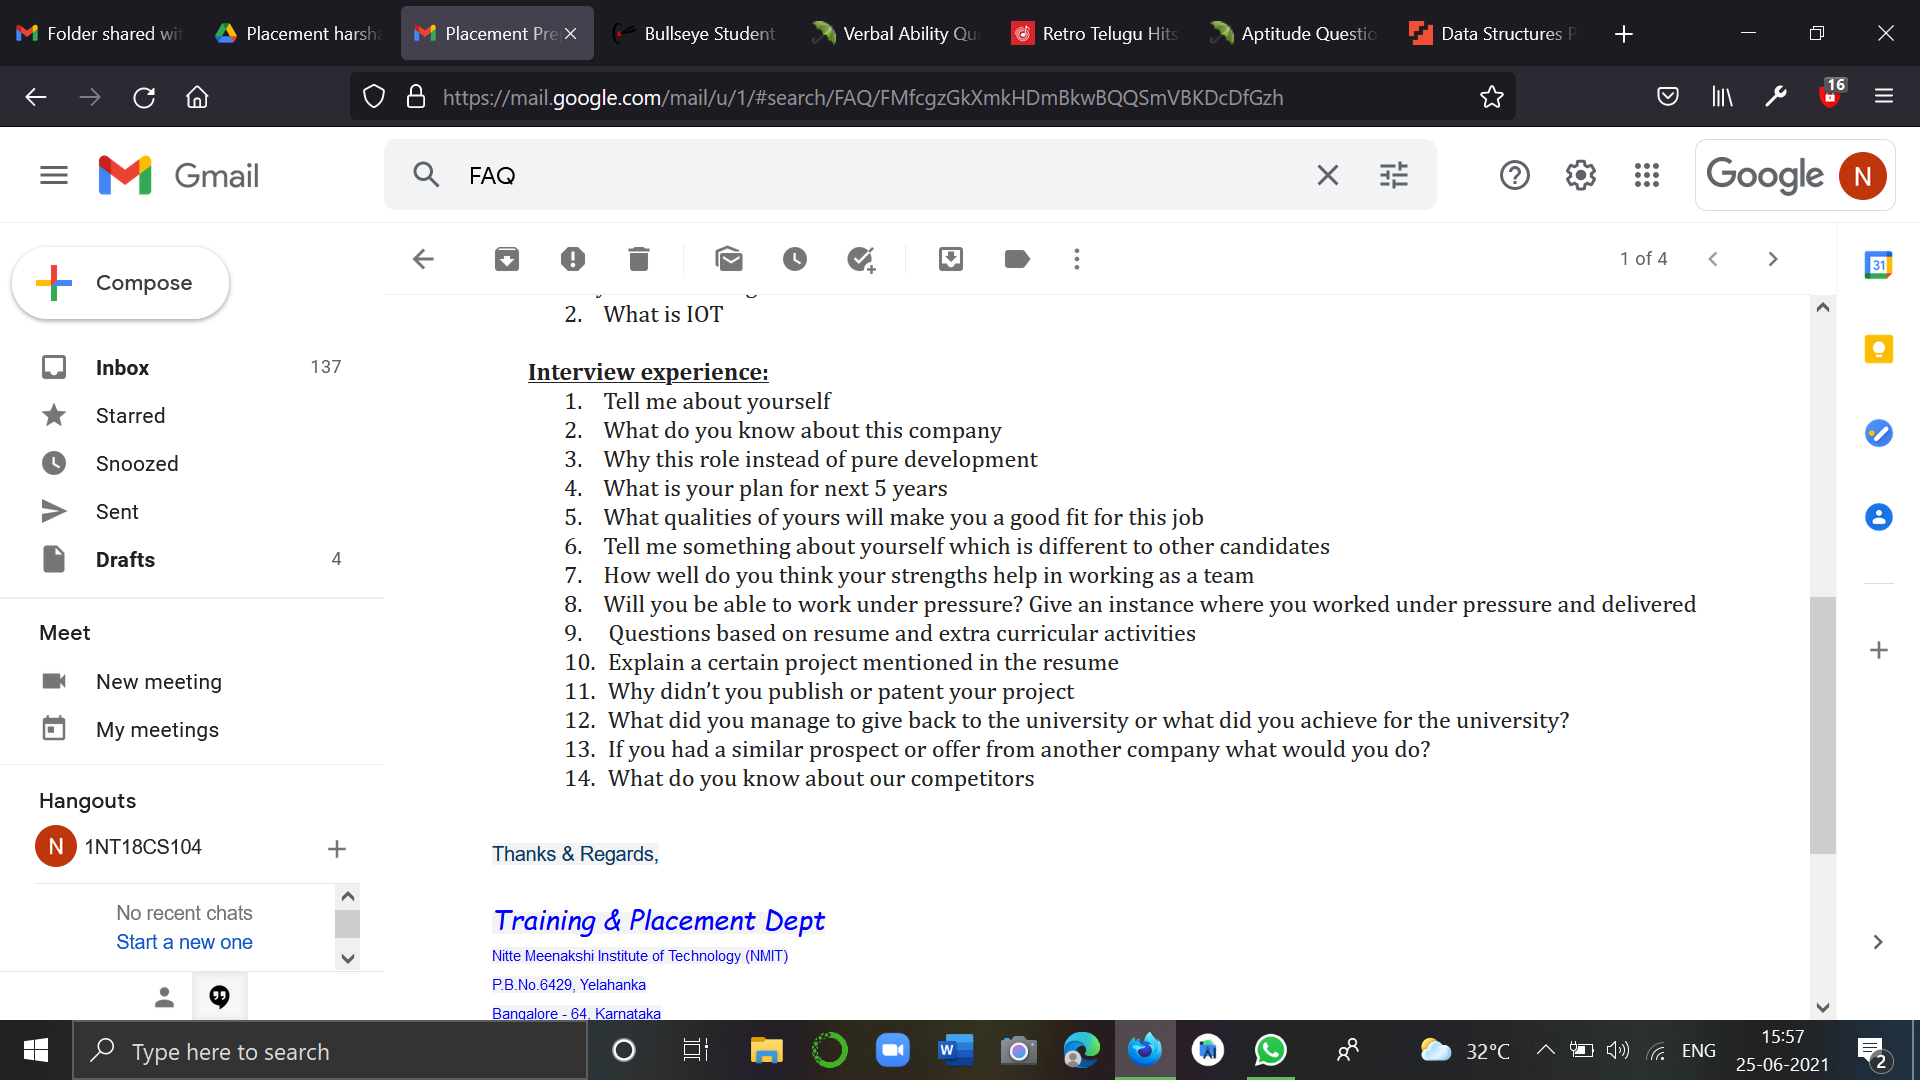 Folder shared wit
Placement harsha
Placement Pre
Bullseye Student
Verbal Ability Qu
Retro Telugu Hits
Aptitude Questio
Data Structures P
https://mail.google.com/mail/u/1/#search/FAQ/FMfcgzGkXmkHDmBkwBQQSmVBKDcDfGzh
16
Gmail
FAQ
Google
N
Compose
1 of 4
31
Inbox 137
Starred
Snoozed
Sent
Drafts 4
Meet
New meeting
My meetings
Hangouts
N 1NT18CS104
No recent chats
Start a new one
2. What is IOT
Interview experience:
1. Tell me about yourself
2. What do you know about this company
3. Why this role instead of pure development
4. What is your plan for next 5 years
5. What qualities of yours will make you a good fit for this job
6. Tell me something about yourself which is different to other candidates
7. How well do you think your strengths help in working as a team
8. Will you be able to work under pressure? Give an instance where you worked under pressure and delivered
9. Questions based on resume and extra curricular activities
10. Explain a certain project mentioned in the resume
11. Why didn't you publish or patent your project
12. What did you manage to give back to the university or what did you achieve for the university?
13. If you had a similar prospect or offer from another company what would you do?
14. What do you know about our competitors
Thanks & Regards,
Training & Placement Dept
Nitte Meenakshi Institute of Technology (NMIT)
P.B.No.6429, Yelahanka
Bangalore - 64, Karnataka
Type here to search
32°C
ENG
15:57
25-06-2021
2